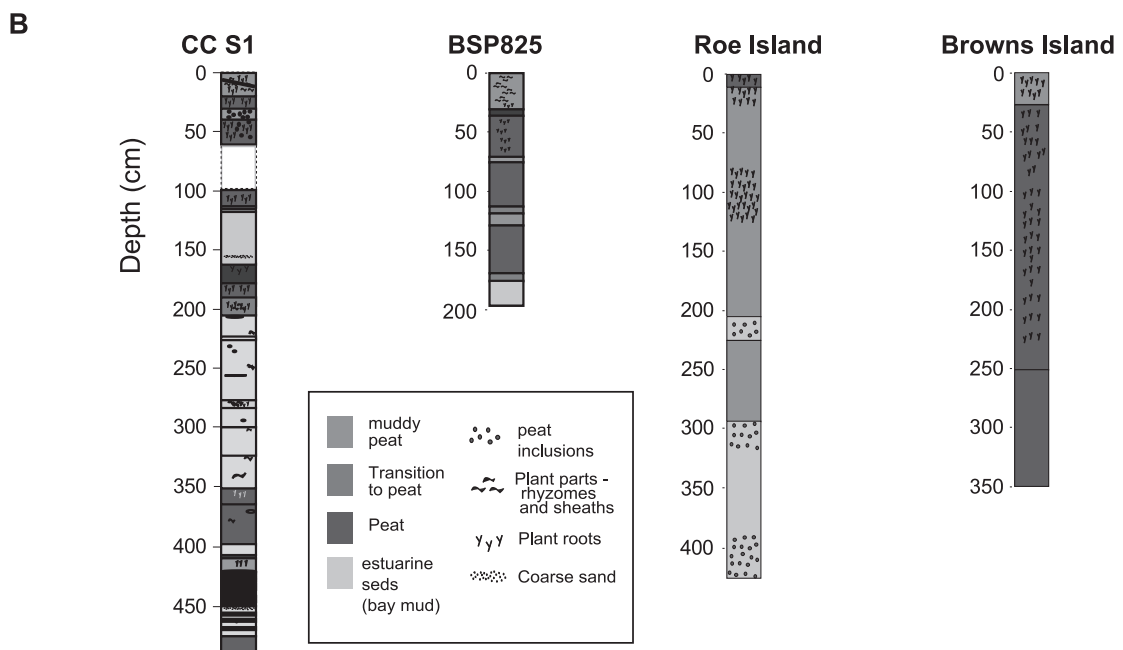 B
CC S1
BSP825
Roe Island
Browns Island
Depth (cm)
0
50
100
150
200
250
300
350
400
450
0
50
100
150
200
0
50
100
150
200
250
300
350
400
0
50
100
150
200
250
300
350
muddy
peat
Transition
to peat
Peat
estuarine
seds
(bay mud)
peat
inclusions
Plant parts -
rhyzomes
and sheaths
Plant roots
Coarse sand